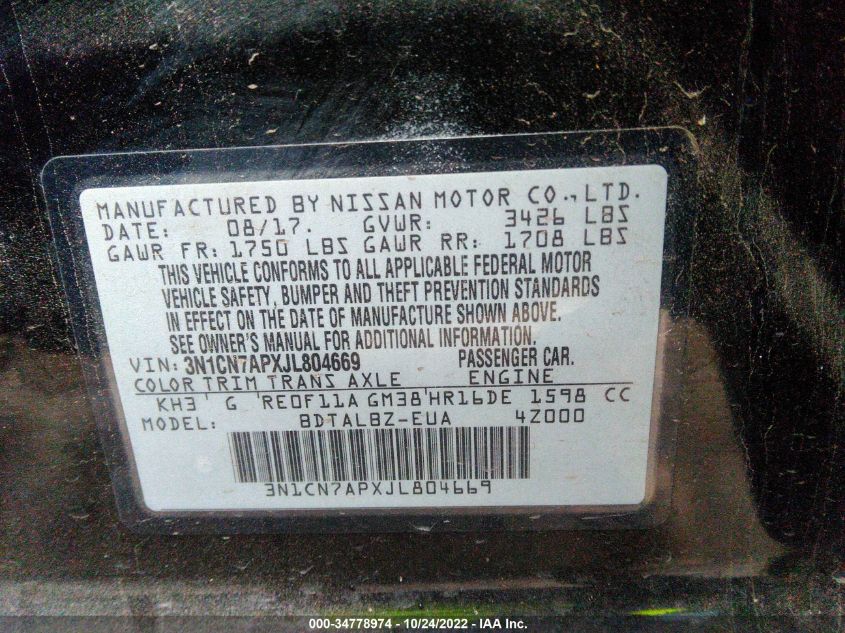 MANUFACTURED BY NISSAN MOTOR CO., LTD.
DATE: 08/17. GVWR: 3426 LBS
GAWR FR: 1750 LBS GAWR RR: 1708 LBS
THIS VEHICLE CONFORMS TO ALL APPLICABLE FEDERAL MOTOR
VEHICLE SAFETY, BUMPER AND THEFT PREVENTION STANDARDS
IN EFFECT ON THE DATE OF MANUFACTURE SHOWN ABOVE.
SEE OWNER'S MANUAL FOR ADDITIONAL INFORMATION.
VIN: 3N1CN7APXJL804669 PASSENGER CAR.
COLOR TRIM TRANS AXLE ENGINE
KH3 G RE0F11A GM38 HR16DE 1598 CC
MODEL: BDTALBZ-EUA 4Z000
3N1CN7APXJL804669
000-34778974 - 10/24/2022 - IAA Inc.